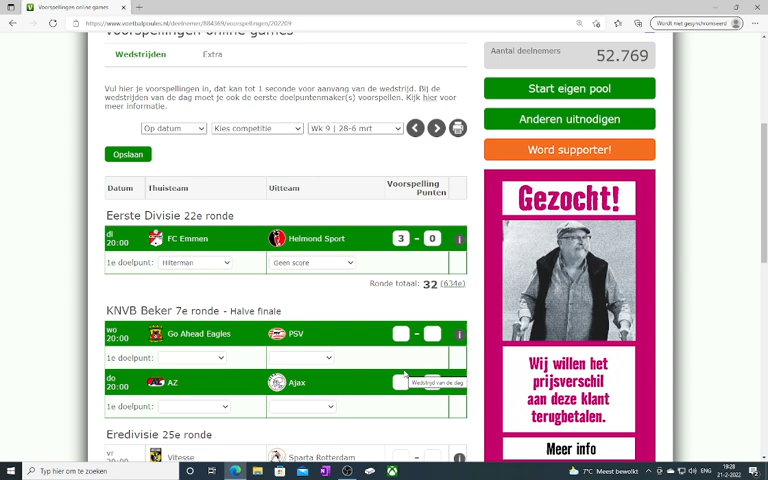 Voorspellingen online games
https://www.voetbalpoules.nl/deelnemer/884369/voorspellingen/202209
Wordt niet gesynchroniseerd
Voorspellingen online games
Wedstrijden Extra
Vul hier je voorspellingen in, dat kan tot 1 seconde voor aanvang van de wedstrijd. Bij de
wedstrijden van de dag moet je ook de eerste doelpuntenmaker(s) voorspellen. Kijk hier voor
meer informatie.
Op datum Kies competitie Wk 9 | 28-6 mrt
Opslaan
Datum Thuisteam Uitteam Voorspelling
Punten
Eerste Divisie 22e ronde
di
20:00 FC Emmen Helmond Sport 3 - 0 i
1e doelpunt: Hilterman Geen score
Ronde totaal: 32 (634e)
KNVB Beker 7e ronde - Halve finale
wo
20:00 Go Ahead Eagles PSV - i
1e doelpunt:
do
20:00 AZ Ajax
Wedstrijd van de dag
1e doelpunt:
Eredivisie 25e ronde
vr
20:00 Vitesse Sparta Rotterdam - i
Aantal deelnemers 52.769
Start eigen pool
Anderen uitnodigen
Word supporter!
Gezocht!
Wij willen het
prijsverschil
aan deze klant
terugbetalen.
Meer info
Typ hier om te zoeken
7°C Meest bewolkt
ENG
19:28
21-2-2022